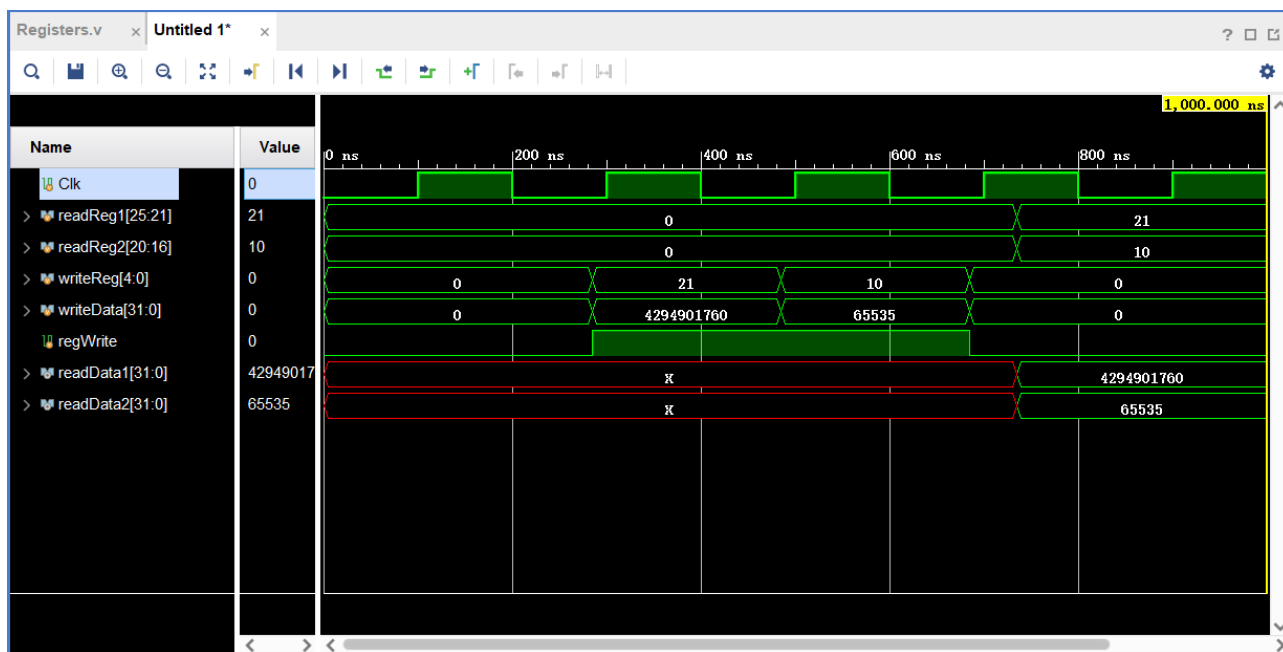 Registers.v × Untitled 1* ×
?
1,000.000 ns
Name Value
0 ns 200 ns 400 ns 600 ns 800 ns
Clk 0
readReg1[25:21] 21 0 21
readReg2[20:16] 10 0 10
writeReg[4:0] 0 0 21 10 0
writeData[31:0] 0 0 4294901760 65535 0
regWrite 0
readData1[31:0] 42949017 X 4294901760
readData2[31:0] 65535 X 65535